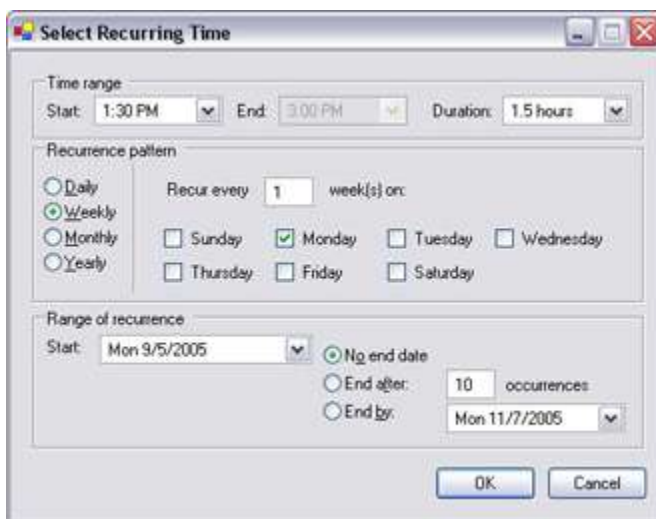 Select Recurring Time
Time range
Start: 1:30 PM End: 3:00 PM Duration: 1.5 hours
Recurrence pattern
Daily
Weekly
Monthly
Yearly
Recur every 1 week(s) on:
Sunday Monday Tuesday Wednesday
Thursday Friday Saturday
Range of recurrence
Start: Mon 9/5/2005
No end date
End after: 10 occurrences
End by: Mon 11/7/2005
OK Cancel